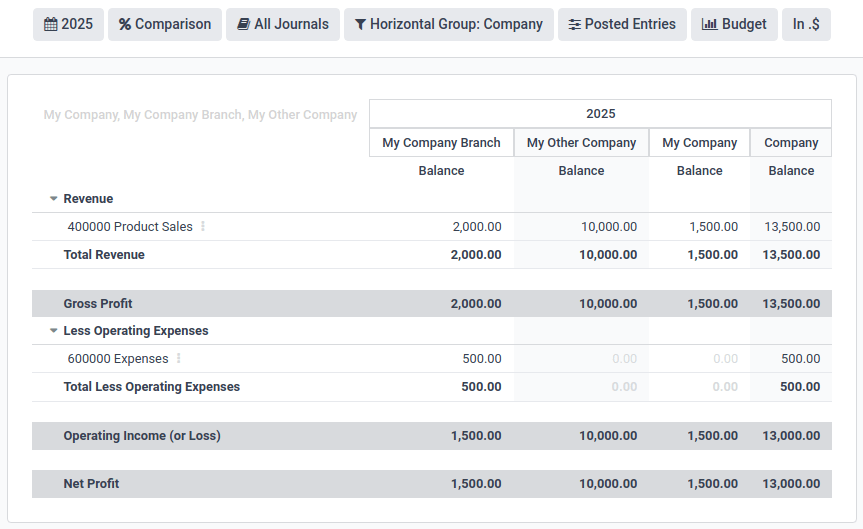 2025 Comparison All Journals Horizontal Group: Company Posted Entries Budget In .$
My Company, My Company Branch, My Other Company 2025
My Company Branch My Other Company My Company Company
Balance Balance Balance Balance
Revenue
400000 Product Sales 2,000.00 10,000.00 1,500.00 13,500.00
Total Revenue 2,000.00 10,000.00 1,500.00 13,500.00
Gross Profit 2,000.00 10,000.00 1,500.00 13,500.00
Less Operating Expenses
600000 Expenses 500.00 0.00 0.00 500.00
Total Less Operating Expenses 500.00 0.00 0.00 500.00
Operating Income (or Loss) 1,500.00 10,000.00 1,500.00 13,000.00
Net Profit 1,500.00 10,000.00 1,500.00 13,000.00